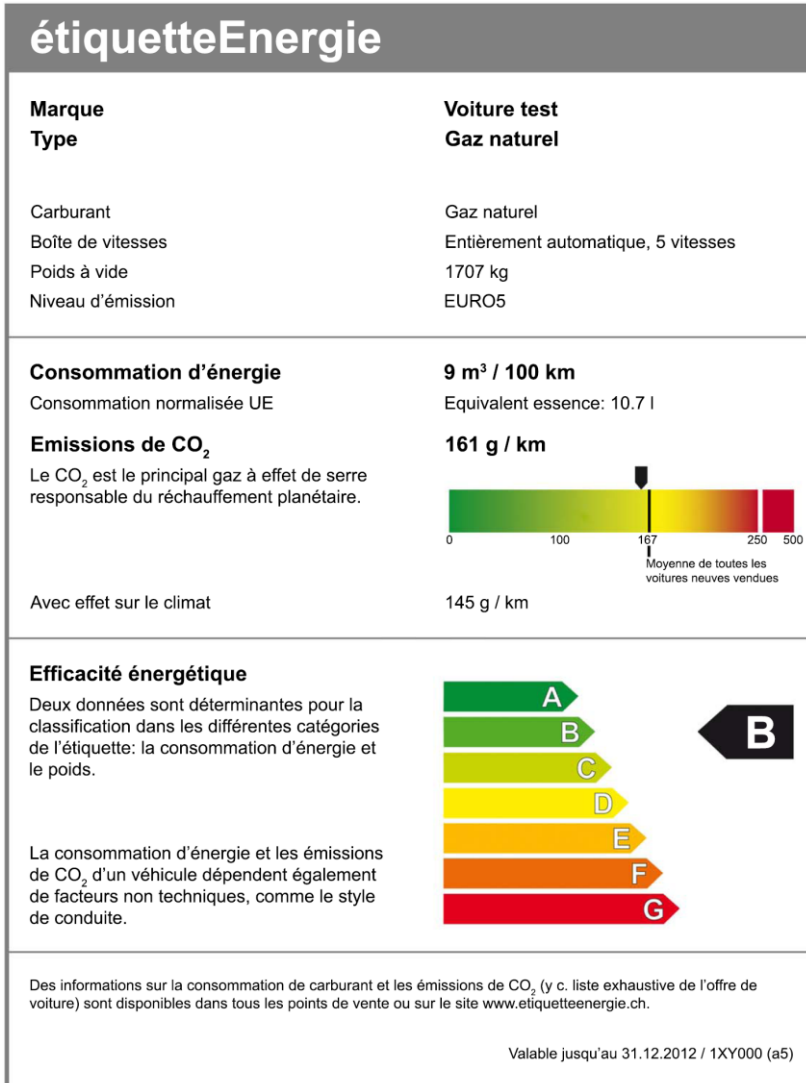 étiquetteEnergie
Marque Voiture test
Type Gaz naturel
Carburant Gaz naturel
Boîte de vitesses Entièrement automatique, 5 vitesses
Poids à vide 1707 kg
Niveau d'émission EURO5
Consommation d'énergie 9 m³ / 100 km
Consommation normalisée UE Equivalent essence: 10.7 l
Emissions de CO₂ 161 g / km
Le CO₂ est le principal gaz à effet de serre
responsable du réchauffement planétaire.
0 100 167 250 500
Moyenne de toutes les
voitures neuves vendues
Avec effet sur le climat 145 g / km
Efficacité énergétique
Deux données sont déterminantes pour la
classification dans les différentes catégories
de l'étiquette: la consommation d'énergie et
le poids.
La consommation d'énergie et les émissions
de CO₂ d'un véhicule dépendent également
de facteurs non techniques, comme le style
de conduite.
A
B B
C
D
E
F
G
Des informations sur la consommation de carburant et les émissions de CO₂ (y c. liste exhaustive de l'offre de
voiture) sont disponibles dans tous les points de vente ou sur le site www.etiquetteenergie.ch.
Valable jusqu'au 31.12.2012 / 1XY000 (a5)